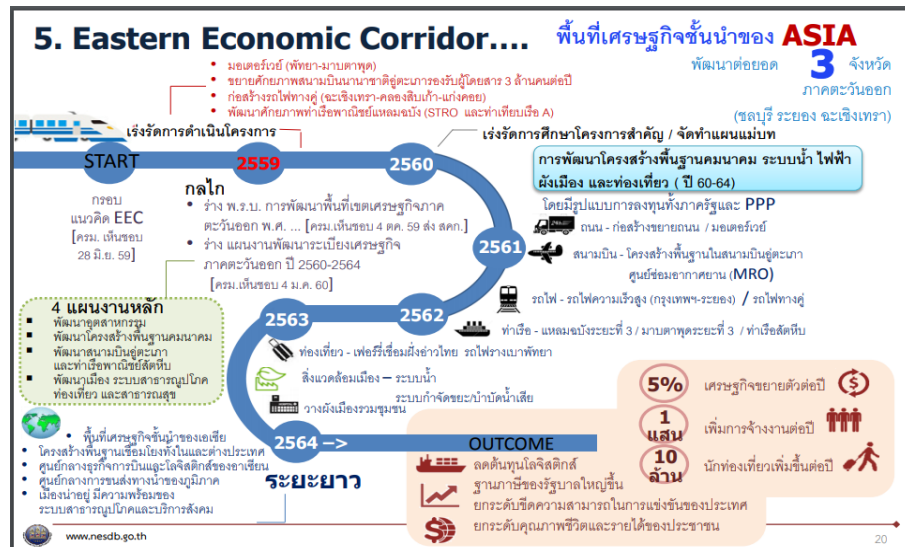 5. Eastern Economic Corridor....
พื้นที่เศรษฐกิจชั้นนำของ ASIA
พัฒนาต่อยอด 3 จังหวัด
ภาคตะวันออก
(ชลบุรี ระยอง ฉะเชิงเทรา)
• มอเตอร์เวย์ (พัทยา-มาบตาพุด)
• ขยายศักยภาพสนามบินนานาชาติอู่ตะเภารองรับผู้โดยสาร 3 ล้านคนต่อปี
• ก่อสร้างรถไฟทางคู่ (ฉะเชิงเทรา-คลองสิบเก้า-แก่งคอย)
• พัฒนาศักยภาพท่าเรือพาณิชย์แหลมฉบัง (STRO และท่าเทียบเรือ A)
เร่งรัดการดำเนินโครงการ
เร่งรัดการศึกษาโครงการสำคัญ / จัดทำแผนแม่บท
START
2559
2560
กรอบ
แนวคิด EEC
[ครม. เห็นชอบ
28 มิ.ย. 59]
กลไก
• ร่าง พ.ร.บ. การพัฒนาพื้นที่เขตเศรษฐกิจภาค
ตะวันออก พ.ศ. ... [ครม.เห็นชอบ 4 ตค. 59 ส่ง สคก.]
• ร่าง แผนงานพัฒนาระเบียงเศรษฐกิจ
ภาคตะวันออก ปี 2560-2564
[ครม.เห็นชอบ 4 ม.ค. 60]
การพัฒนาโครงสร้างพื้นฐานคมนาคม ระบบน้ำ ไฟฟ้า
ผังเมือง และท่องเที่ยว ( ปี 60-64)
โดยมีรูปแบบการลงทุนทั้งภาครัฐและ PPP
2561
ถนน - ก่อสร้างขยายถนน / มอเตอร์เวย์
สนามบิน - โครงสร้างพื้นฐานในสนามบินอู่ตะเภา
ศูนย์ซ่อมอากาศยาน (MRO)
รถไฟ - รถไฟความเร็วสูง (กรุงเทพฯ-ระยอง) / รถไฟทางคู่
ท่าเรือ - แหลมฉบังระยะที่ 3 / มาบตาพุดระยะที่ 3 / ท่าเรือสัตหีบ
2562
2563
ท่องเที่ยว - เฟอร์รี่เชื่อมฝั่งอ่าวไทย รถไฟรางเบาพัทยา
สิ่งแวดล้อมเมือง – ระบบน้ำ
ระบบกำจัดขยะ/บำบัดน้ำเสีย
วางผังเมืองรวมชุมชน
4 แผนงานหลัก
▪ พัฒนาอุตสาหกรรม
▪ พัฒนาโครงสร้างพื้นฐานคมนาคม
▪ พัฒนาสนามบินอู่ตะเภา
และท่าเรือพาณิชย์สัตหีบ
▪ พัฒนาเมือง ระบบสาธารณูปโภค
ท่องเที่ยว และสาธารณสุข
2564 –>
ระยะยาว
• พื้นที่เศรษฐกิจชั้นนำของเอเชีย
• โครงสร้างพื้นฐานเชื่อมโยงทั้งในและต่างประเทศ
• ศูนย์กลางธุรกิจการบินและโลจิสติกส์ของอาเซียน
• ศูนย์กลางการขนส่งทางน้ำของภูมิภาค
• เมืองน่าอยู่ มีความพร้อมของ
ระบบสาธารณูปโภคและบริการสังคม
OUTCOME
ลดต้นทุนโลจิสติกส์
ฐานภาษีของรัฐบาลใหญ่ขึ้น
ยกระดับขีดความสามารถในการแข่งขันของประเทศ
ยกระดับคุณภาพชีวิตและรายได้ของประชาชน
5% เศรษฐกิจขยายตัวต่อปี
1 แสน เพิ่มการจ้างงานต่อปี
10 ล้าน นักท่องเที่ยวเพิ่มขึ้นต่อปี
www.nesdb.go.th
20